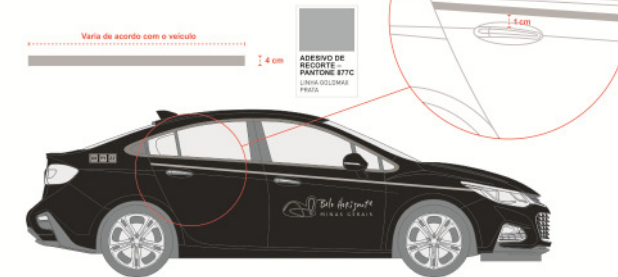 Varia de acordo com o veículo
4 cm
ADESIVO DE
RECORTE –
PANTONE 877C
LINHA GOLDMAX
PRATA
1 cm
Belo Horizonte
MINAS GERAIS